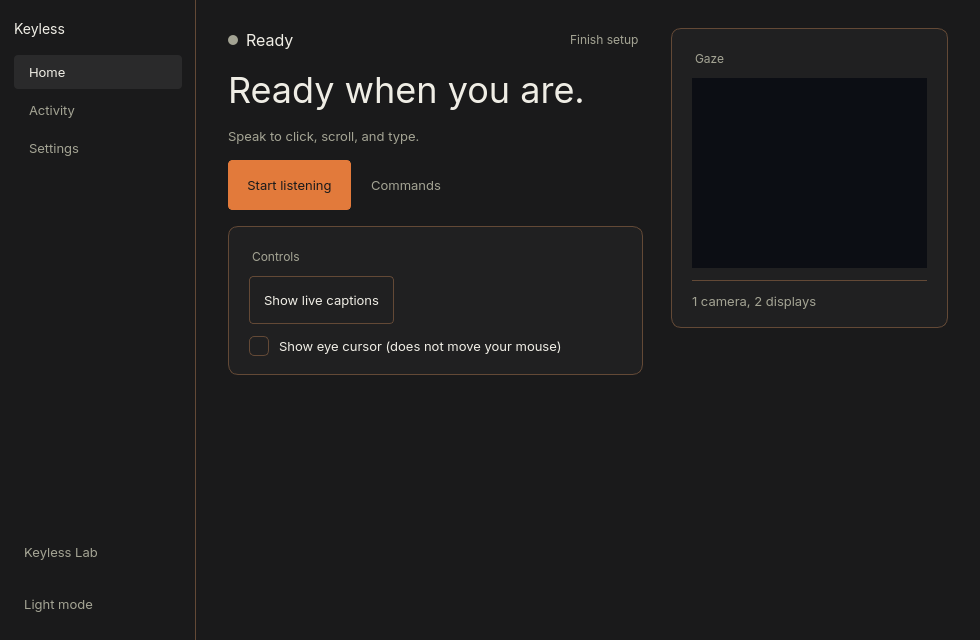 Keyless
Home
Activity
Settings
Keyless Lab
Light mode
Ready
Finish setup
Ready when you are.
Speak to click, scroll, and type.
Start listening
Commands
Controls
Show live captions
Show eye cursor (does not move your mouse)
Gaze
1 camera, 2 displays